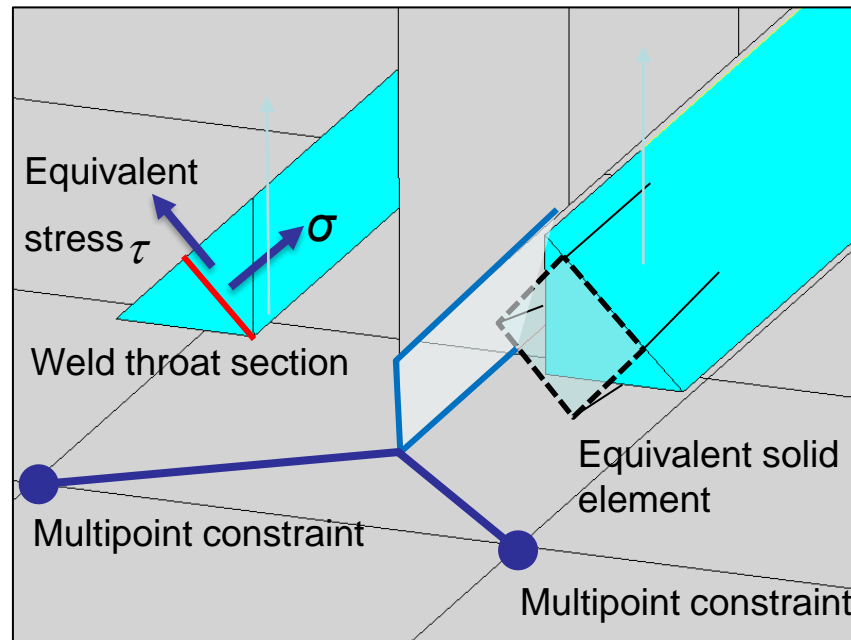 Equivalent
stress τ
σ
Weld throat section
Equivalent solid
element
Multipoint constraint
Multipoint constraint